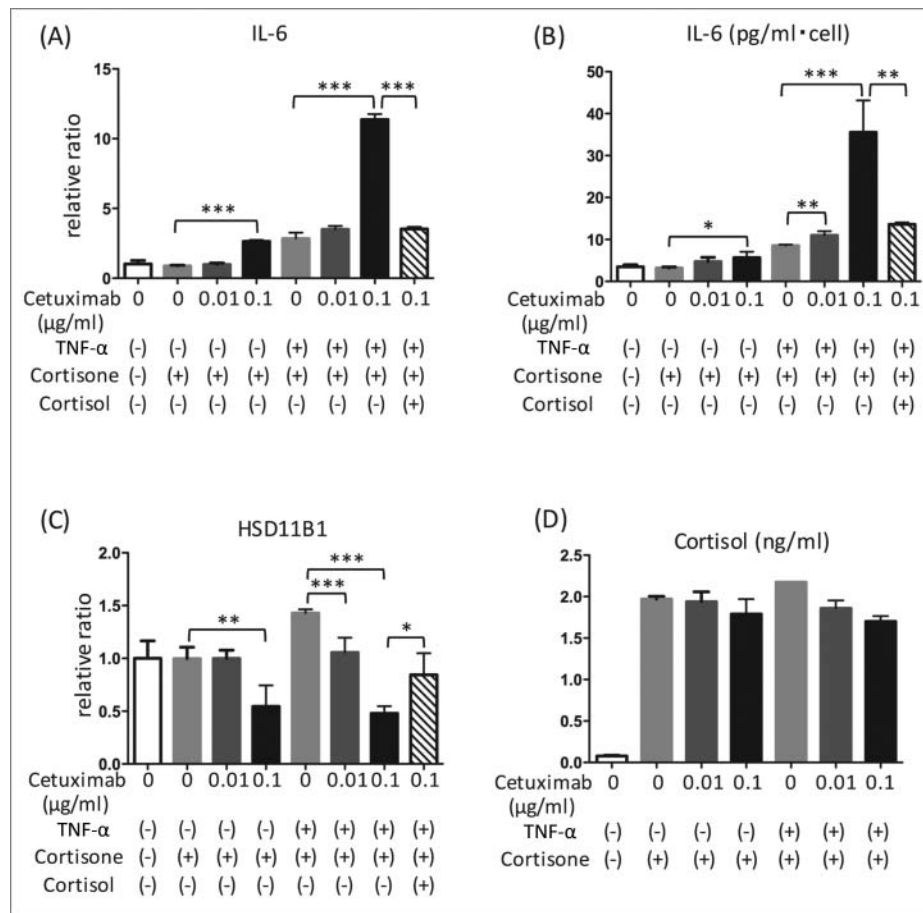 (A)
IL-6
relative ratio
15
10
5
0
***
***
***
Cetuximab 0 0 0.01 0.1 0 0.01 0.1 0.1
(μg/ml)
TNF-α (-) (-) (-) (-) (+) (+) (+) (+)
Cortisone (-) (+) (+) (+) (+) (+) (+) (+)
Cortisol (-) (-) (-) (-) (-) (-) (-) (+)
(B)
IL-6 (pg/ml・cell)
50
40
30
20
10
0
*
**
***
**
Cetuximab 0 0 0.01 0.1 0 0.01 0.1 0.1
(μg/ml)
TNF-α (-) (-) (-) (-) (+) (+) (+) (+)
Cortisone (-) (+) (+) (+) (+) (+) (+) (+)
Cortisol (-) (-) (-) (-) (-) (-) (-) (+)
(C)
HSD11B1
relative ratio
2.0
1.5
1.0
0.5
0.0
**
***
***
*
Cetuximab 0 0 0.01 0.1 0 0.01 0.1 0.1
(μg/ml)
TNF-α (-) (-) (-) (-) (+) (+) (+) (+)
Cortisone (-) (+) (+) (+) (+) (+) (+) (+)
Cortisol (-) (-) (-) (-) (-) (-) (-) (+)
(D)
Cortisol (ng/ml)
2.5
2.0
1.5
1.0
0.5
0.0
Cetuximab 0 0 0.01 0.1 0 0.01 0.1
(μg/ml)
TNF-α (-) (-) (-) (-) (+) (+) (+)
Cortisone (-) (+) (+) (+) (+) (+) (+)